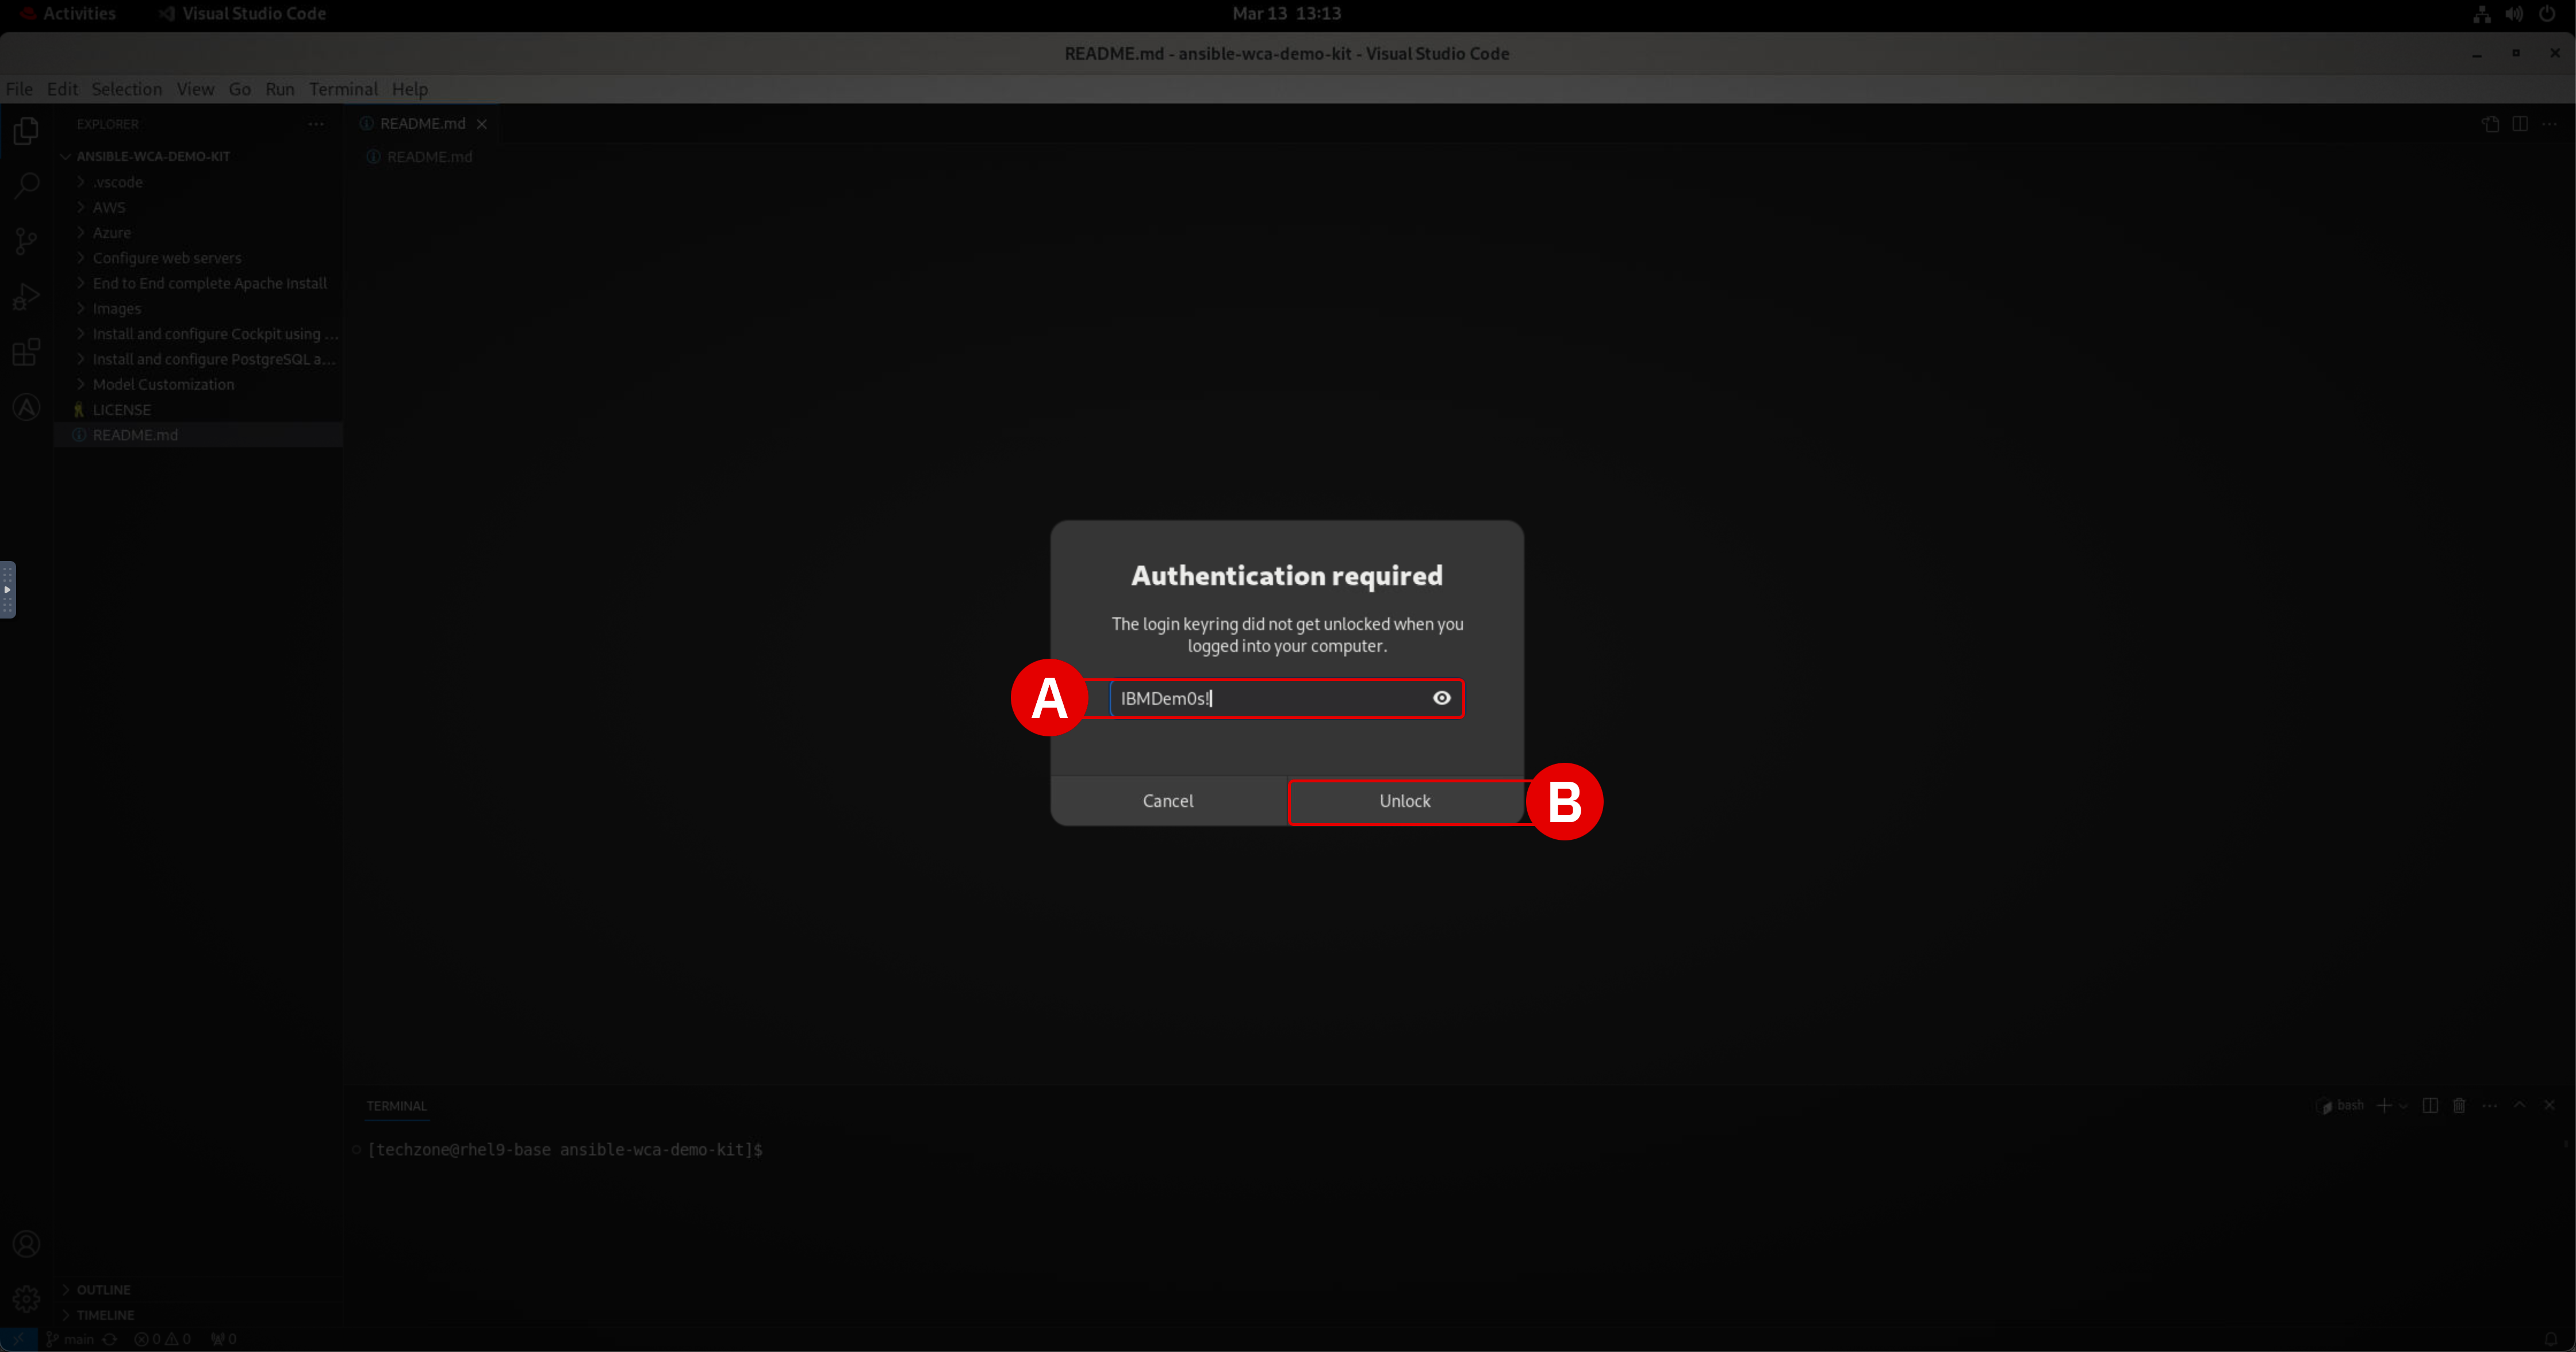 Activities Visual Studio Code Mar 13 13:13
README.md - ansible-wca-demo-kit - Visual Studio Code
File Edit Selection View Go Run Terminal Help
EXPLORER
ANSIBLE-WCA-DEMO-KIT
.vscode
AWS
Azure
Configure web servers
End to End complete Apache Install
Images
Install and configure Cockpit using ...
Install and configure PostgreSQL a...
Model Customization
LICENSE
README.md
README.md
README.md
Authentication required
The login keyring did not get unlocked when you
logged into your computer.
A
IBMDem0s!
Cancel
Unlock
B
TERMINAL
bash
[techzone@rhel9-base ansible-wca-demo-kit]$
OUTLINE
TIMELINE
main 0 0 0